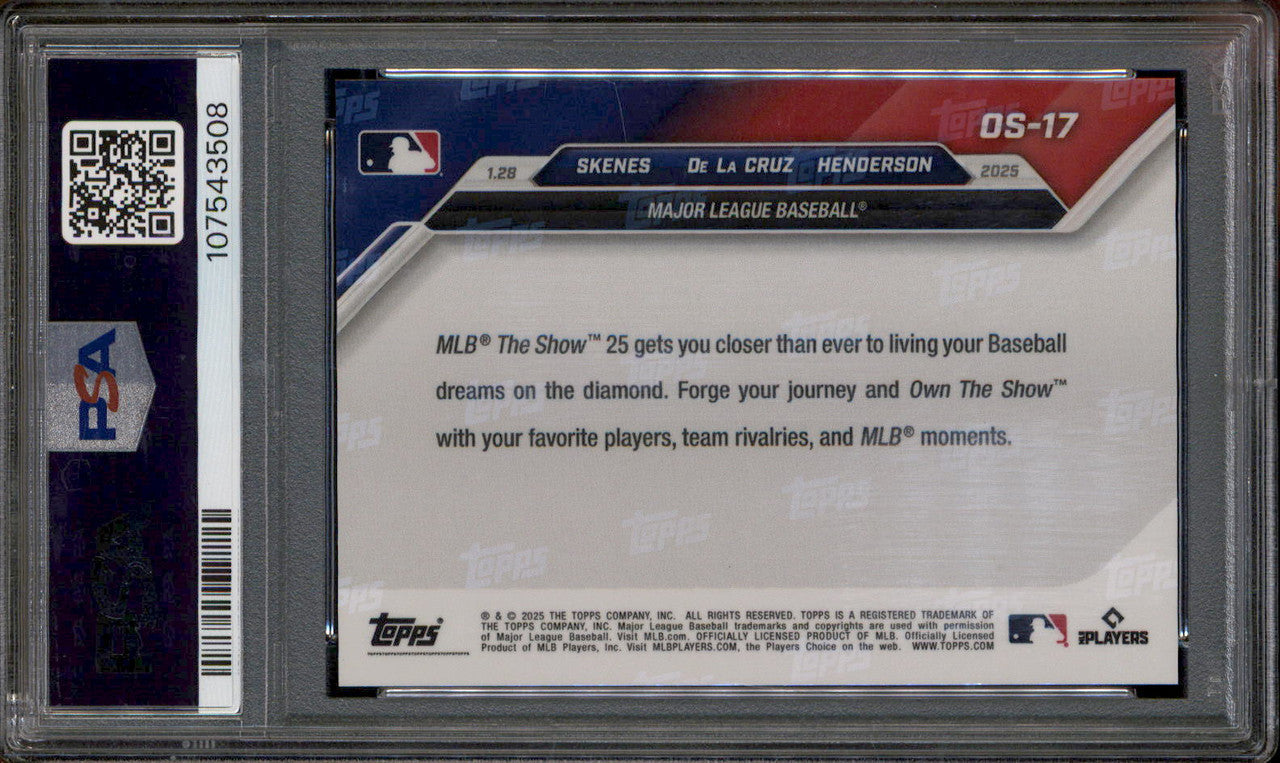 107543508
PSA
OS-17
1.28
SKENES De La CRUZ HENDERSON
2025
MAJOR LEAGUE BASEBALL®
MLB® The Show™ 25 gets you closer than ever to living your Baseball
dreams on the diamond. Forge your journey and Own The Show™
with your favorite players, team rivalries, and MLB® moments.
Topps®
® & © 2025 THE TOPPS COMPANY, INC. ALL RIGHTS RESERVED. TOPPS IS A REGISTERED TRADEMARK OF
THE TOPPS COMPANY, INC. Major League Baseball trademarks and copyrights are used with permission
of Major League Baseball. Visit MLB.com. OFFICIALLY LICENSED PRODUCT OF MLB. Officially Licensed
Product of MLB Players, Inc. Visit MLBPLAYERS.COM, the Players Choice on the web. WWW.TOPPS.COM
PLAYERS